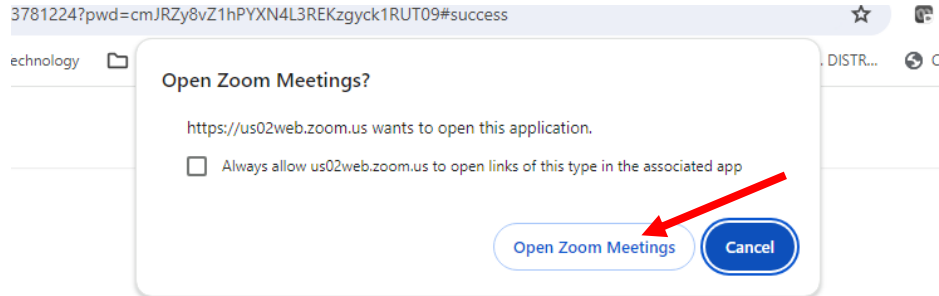 3781224?pwd=cmJRZy8vZ1hPYXN4L3REKzgyck1RUT09#success
echnology
. DISTR...
C
Open Zoom Meetings?
https://us02web.zoom.us wants to open this application.
Always allow us02web.zoom.us to open links of this type in the associated app
Open Zoom Meetings
Cancel